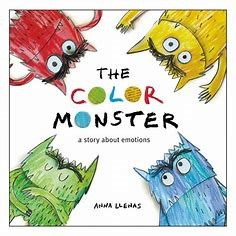 THE
COLOR
MONSTER
a story about emotions
ANNA LLENAS